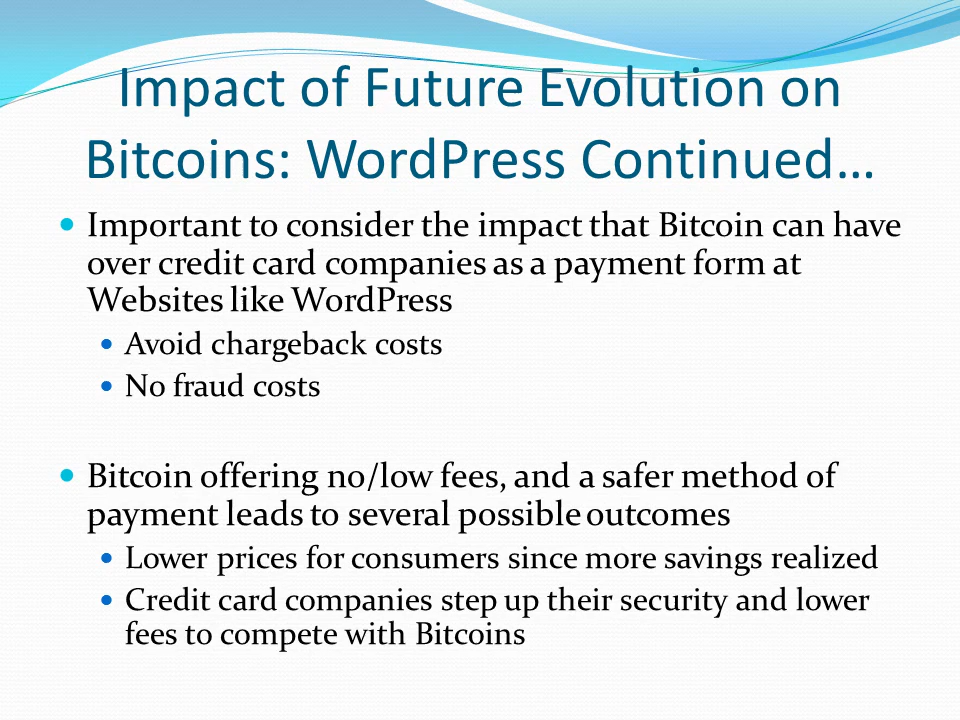 Impact of Future Evolution on
Bitcoins: WordPress Continued…
• Important to consider the impact that Bitcoin can have
over credit card companies as a payment form at
Websites like WordPress
• Avoid chargeback costs
• No fraud costs
• Bitcoin offering no/low fees, and a safer method of
payment leads to several possible outcomes
• Lower prices for consumers since more savings realized
• Credit card companies step up their security and lower
fees to compete with Bitcoins